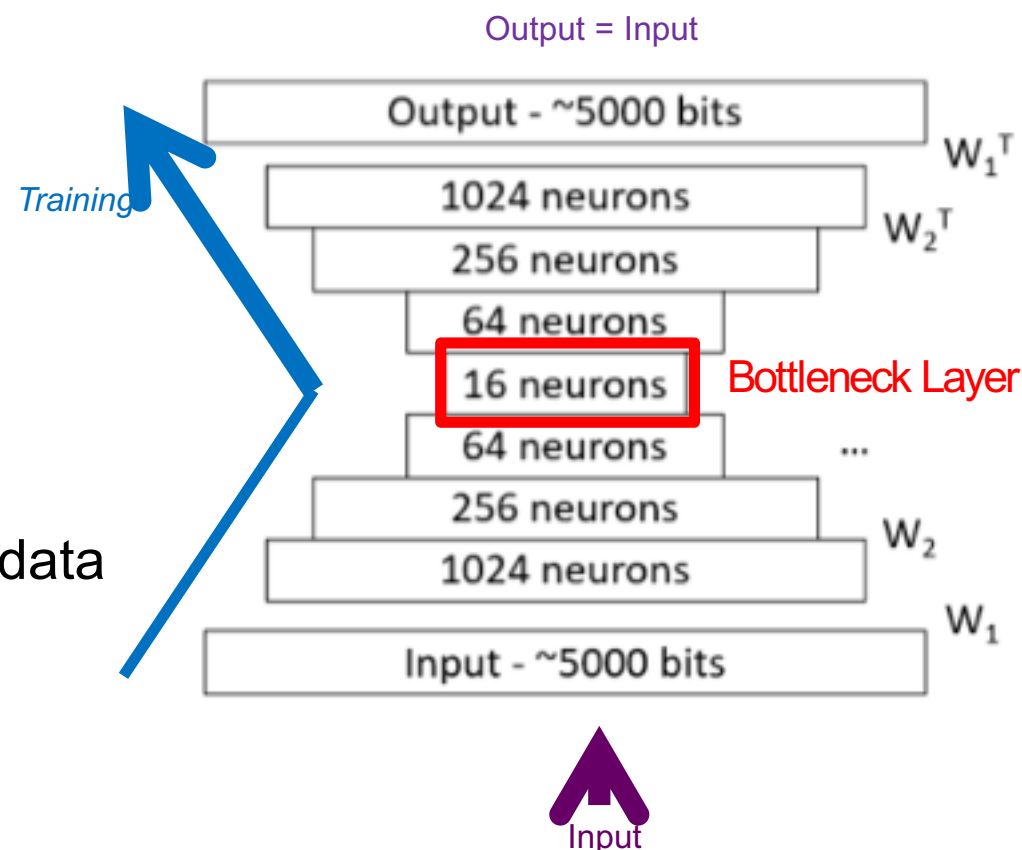 Output = Input
Output - ~5000 bits
W₁ᵀ
Training
1024 neurons
W₂ᵀ
256 neurons
64 neurons
16 neurons
Bottleneck Layer
64 neurons
...
256 neurons
W₂
data
1024 neurons
W₁
Input - ~5000 bits
Input